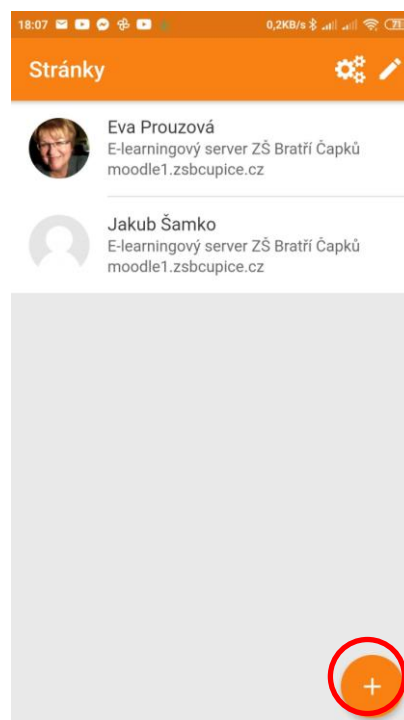 18:07 0,2KB/s 71
Stránky
Eva Prouzová
E-learningový server ZŠ Bratří Čapků
moodle1.zsbcupice.cz
Jakub Šamko
E-learningový server ZŠ Bratří Čapků
moodle1.zsbcupice.cz
+